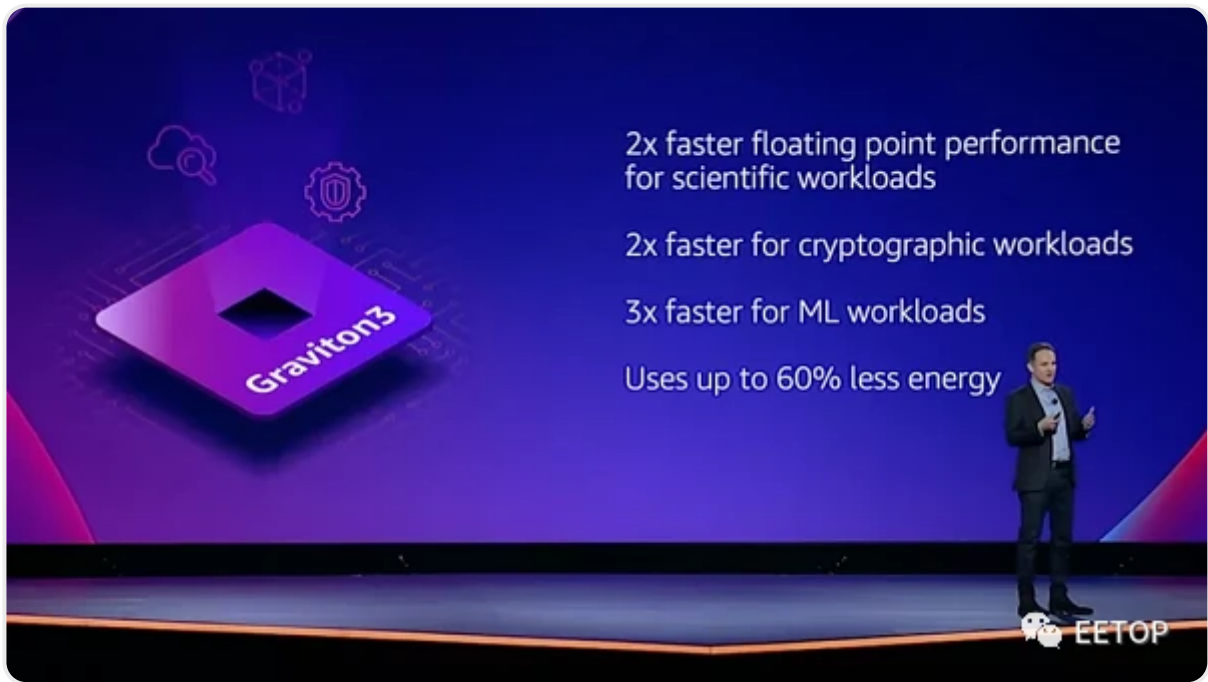 Graviton3
2x faster floating point performance
for scientific workloads
2x faster for cryptographic workloads
3x faster for ML workloads
Uses up to 60% less energy
EETOP